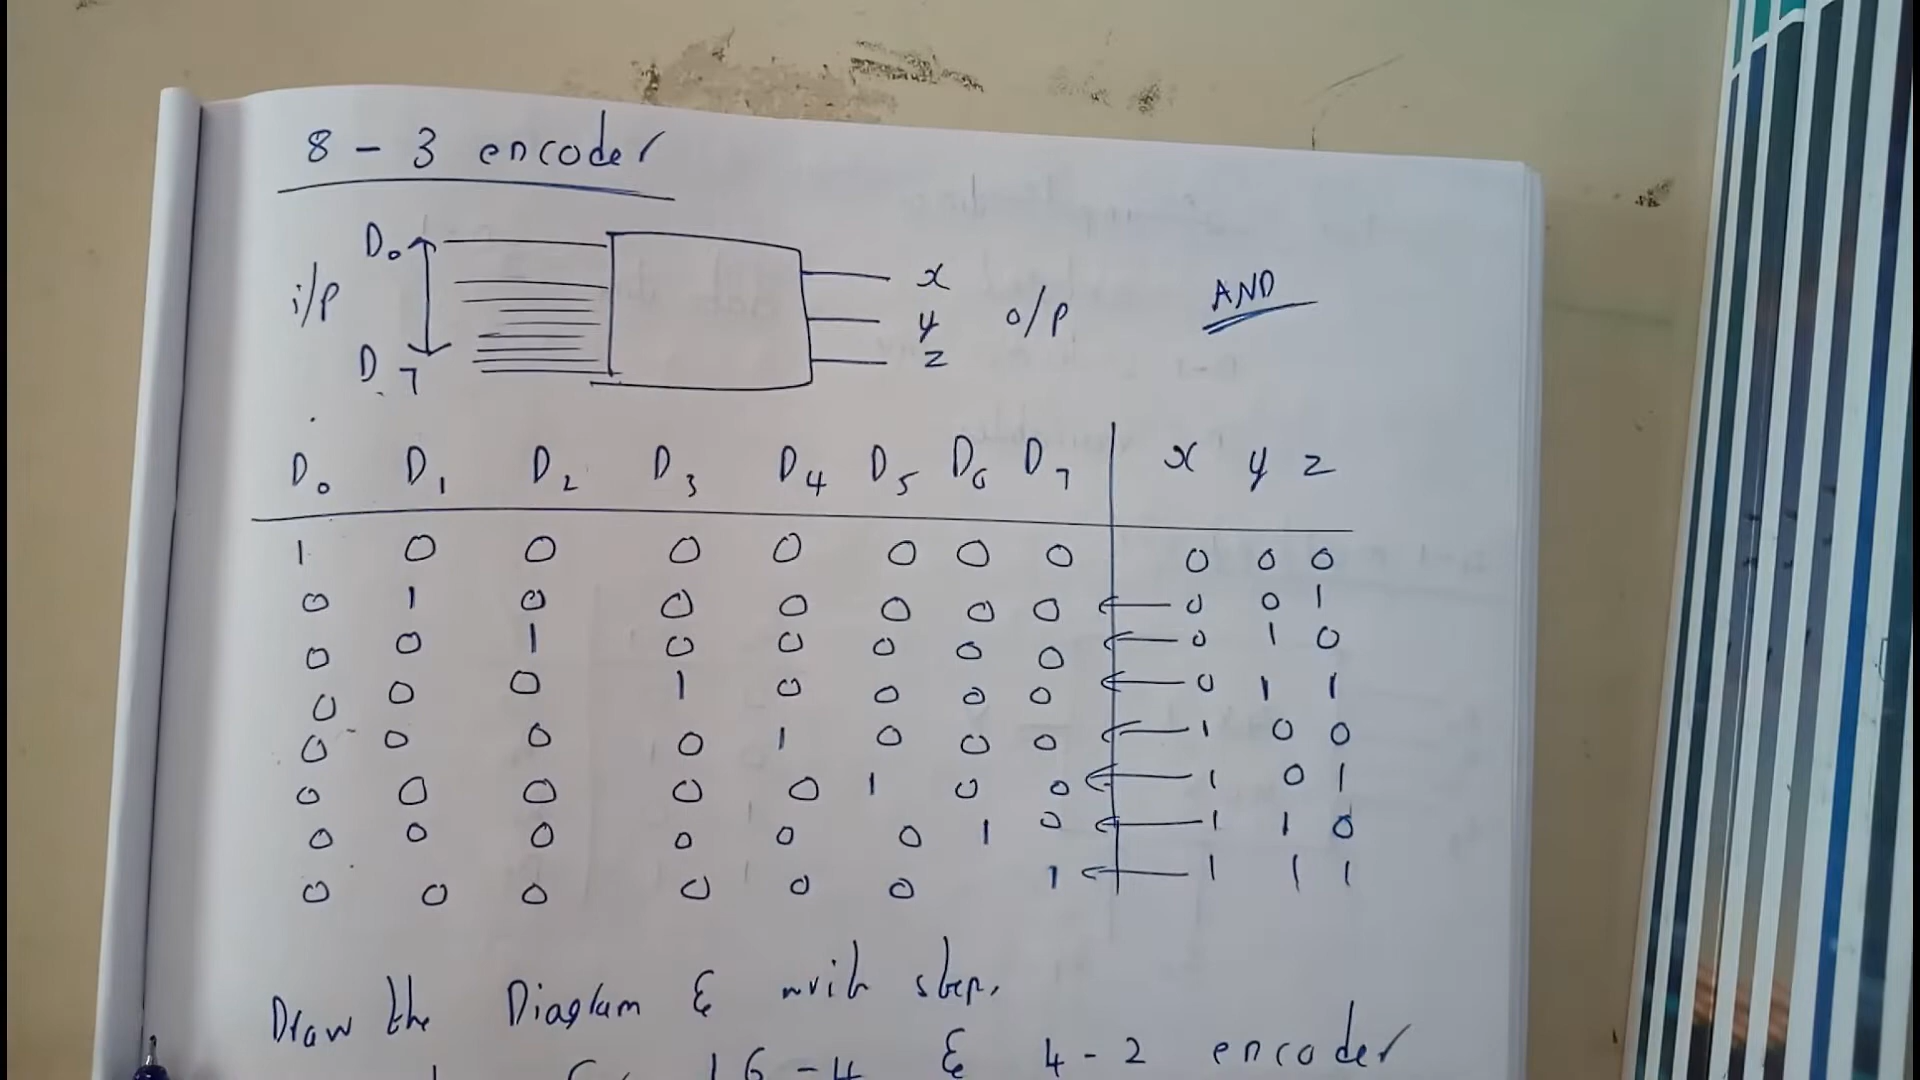 8 - 3 encoder
D0
x
i/p
y
o/p
AND
D7
z
D0 D1 D2 D3 D4 D5 D6 D7 x y z
1 0 0 0 0 0 0 0 0 0 0
0 1 0 0 0 0 0 0 0 0 1
0 0 1 0 0 0 0 0 0 1 0
0 0 0 1 0 0 0 0 0 1 1
0 0 0 0 1 0 0 0 1 0 0
0 0 0 0 0 1 0 0 1 0 1
0 0 0 0 0 0 1 0 1 1 0
0 0 0 0 0 0 1 1 1 1
Draw the Diagram & step.
16 - 4 & 4 - 2 encoder